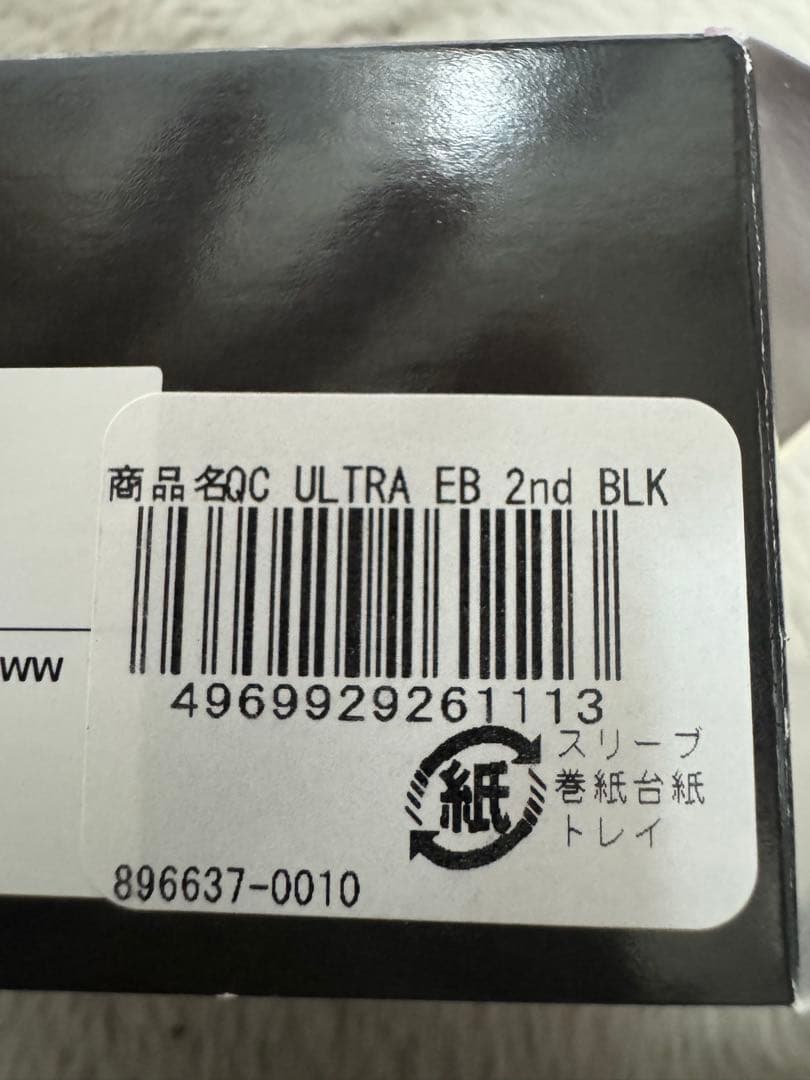 商品名QC ULTRA EB 2nd BLK
4969929261113
ww
紙
スリーブ
巻紙台紙
トレイ
896637-0010